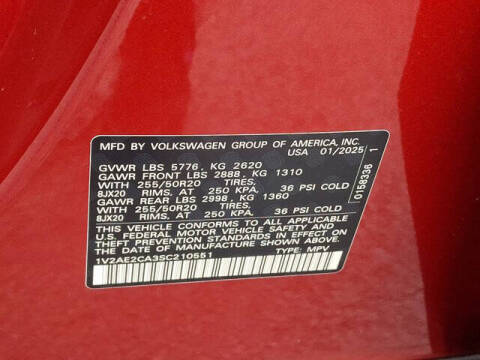 MFD BY VOLKSWAGEN GROUP OF AMERICA, INC.
USA 01/2025
GVWR LBS 5776, KG 2620
GAWR FRONT LBS 2888, KG 1310
WITH 255/50R20 TIRES,
8JX20 RIMS, AT 250 KPA, 36 PSI COLD
GAWR REAR LBS 2998, KG 1360
WITH 255/50R20 TIRES,
8JX20 RIMS, AT 250 KPA, 36 PSI COLD
THIS VEHICLE CONFORMS TO ALL APPLICABLE
U.S. FEDERAL MOTOR VEHICLE SAFETY AND
THEFT PREVENTION STANDARDS IN EFFECT ON
THE DATE OF MANUFACTURE SHOWN ABOVE.
1V2AE2CA3SC210551 TYPE: MPV
0158336 1